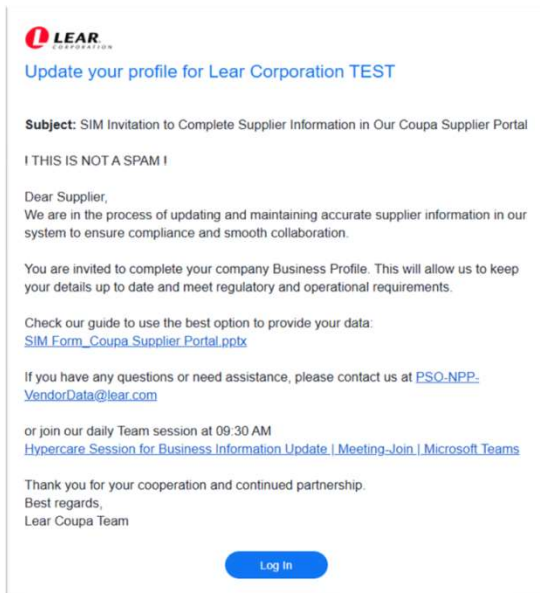 LEAR
CORPORATION
Update your profile for Lear Corporation TEST
Subject: SIM Invitation to Complete Supplier Information in Our Coupa Supplier Portal
! THIS IS NOT A SPAM !
Dear Supplier,
We are in the process of updating and maintaining accurate supplier information in our
system to ensure compliance and smooth collaboration.
You are invited to complete your company Business Profile. This will allow us to keep
your details up to date and meet regulatory and operational requirements.
Check our guide to use the best option to provide your data:
SIM Form_Coupa Supplier Portal.pptx
If you have any questions or need assistance, please contact us at PSO-NPP-
VendorData@lear.com
or join our daily Team session at 09:30 AM
Hypercare Session for Business Information Update | Meeting-Join | Microsoft Teams
Thank you for your cooperation and continued partnership.
Best regards,
Lear Coupa Team
Log In